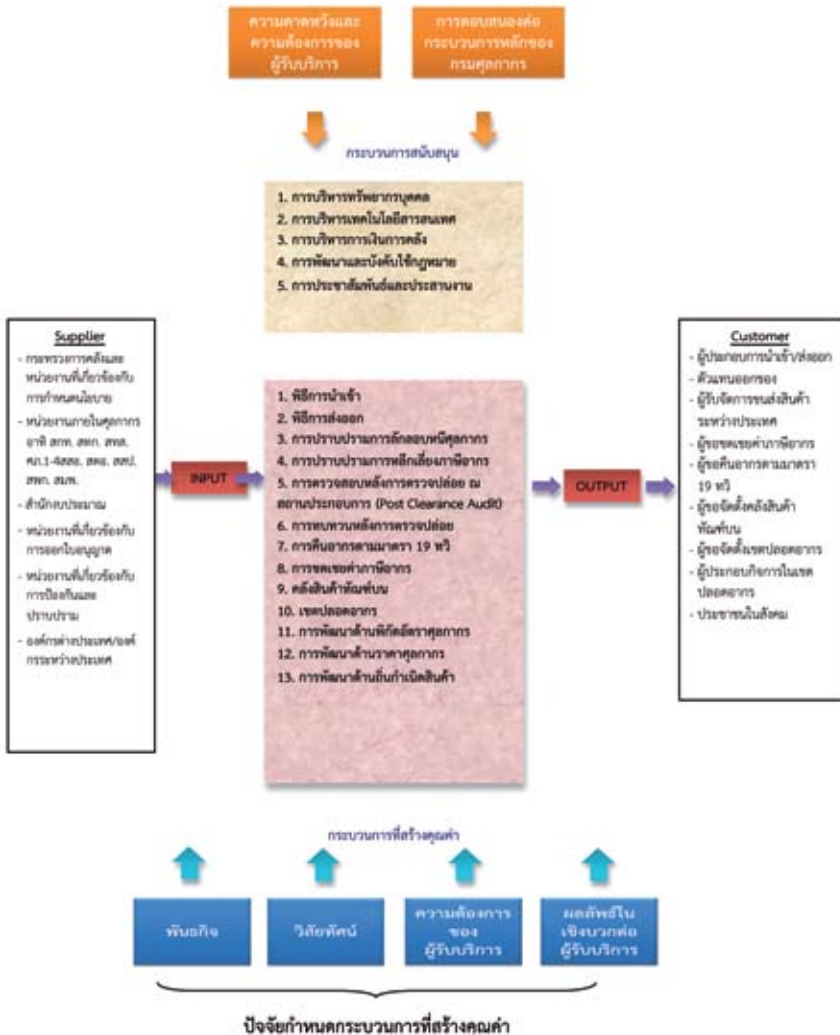 ความคาดหวังและ
ความต้องการของ
ผู้รับบริการ
การตอบสนองต่อ
กระบวนการหลักของ
กรมศุลกากร
กระบวนการสนับสนุน
1. การบริหารทรัพยากรบุคคล
2. การบริหารเทคโนโลยีสารสนเทศ
3. การบริหารการเงินการคลัง
4. การพัฒนาและบังคับใช้กฎหมาย
5. การประชาสัมพันธ์และประสานงาน
Supplier
- กระทรวงการคลังและ
หน่วยงานที่เกี่ยวข้องกับ
การกำหนดนโยบาย
- หน่วยงานภายในศุลกากร
อาทิ สกท. สทก. สทล.
- สำนักงบประมาณ
- หน่วยงานที่เกี่ยวข้องกับ
การออกใบอนุญาต
- หน่วยงานที่เกี่ยวข้องกับ
การป้องกันและ
ปราบปราม
- องค์กรต่างประเทศ/องค์
กรระหว่างประเทศ
INPUT
1. พิธีการนำเข้า
2. พิธีการส่งออก
3. การปราบปรามการลักลอบหนีศุลกากร
4. การปราบปรามการหลีกเลี่ยงภาษีอากร
5. การตรวจสอบหลังการตรวจปล่อย ณ
สถานประกอบการ (Post Clearance Audit)
6. การทบทวนหลังการตรวจปล่อย
7. การคืนอากรตามมาตรา 19 ทวิ
8. การชดเชยค่าภาษีอากร
9. คลังสินค้าทัณฑ์บน
10. เขตปลอดอากร
11. การพัฒนาด้านพิกัดอัตราศุลกากร
12. การพัฒนาด้านราคาศุลกากร
13. การพัฒนาด้านถิ่นกำเนิดสินค้า
OUTPUT
Customer
- ผู้ประกอบการนำเข้า/ส่งออก
- ตัวแทนออกของ
- ผู้รับจัดการขนส่งสินค้า
ระหว่างประเทศ
- ผู้ขอชดเชยค่าภาษีอากร
- ผู้ขอคืนอากรตามมาตรา
19 ทวิ
- ผู้ขอจัดตั้งคลังสินค้า
ทัณฑ์บน
- ผู้ขอจัดตั้งเขตปลอดอากร
- ผู้ประกอบกิจการในเขต
ปลอดอากร
- ประชาชนในสังคม
กระบวนการที่สร้างคุณค่า
พันธกิจ
วิสัยทัศน์
ความต้องการ
ของ
ผู้รับบริการ
ผลลัพธ์ใน
เชิงบวกต่อ
ผู้รับบริการ
ปัจจัยกำหนดกระบวนการที่สร้างคุณค่า